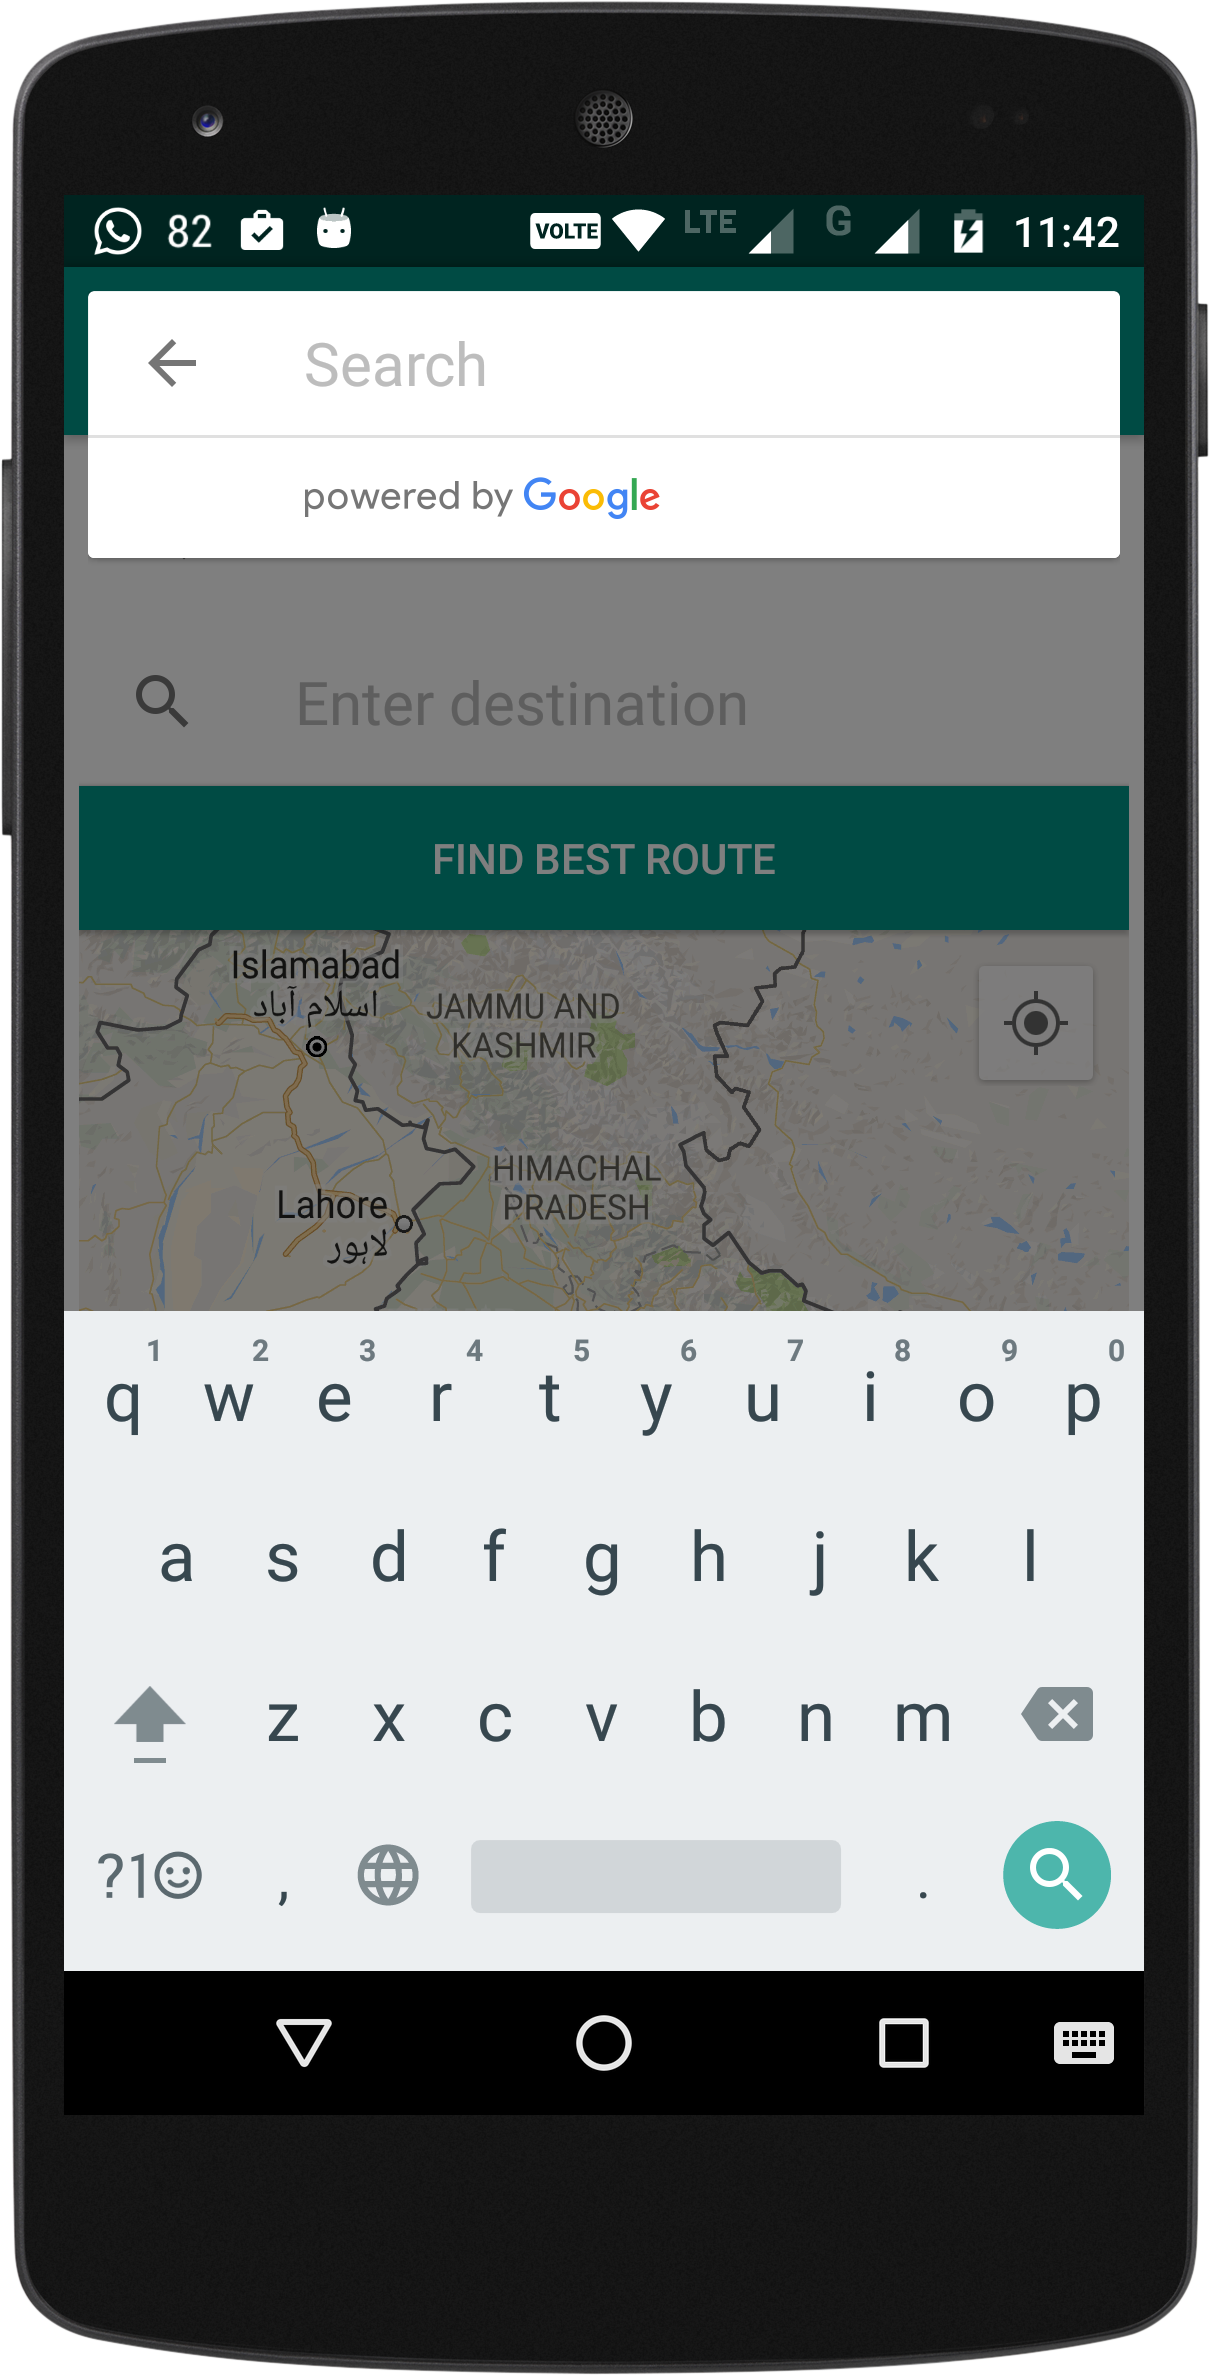 82 VOLTE LTE G 11:42
Search
powered by Google
Enter destination
FIND BEST ROUTE
Islamabad
اسلام آباد
JAMMU AND
KASHMIR
HIMACHAL
PRADESH
Lahore
لاہور
1 2 3 4 5 6 7 8 9 0
q w e r t y u i o p
a s d f g h j k l
z x c v b n m
?1 , .